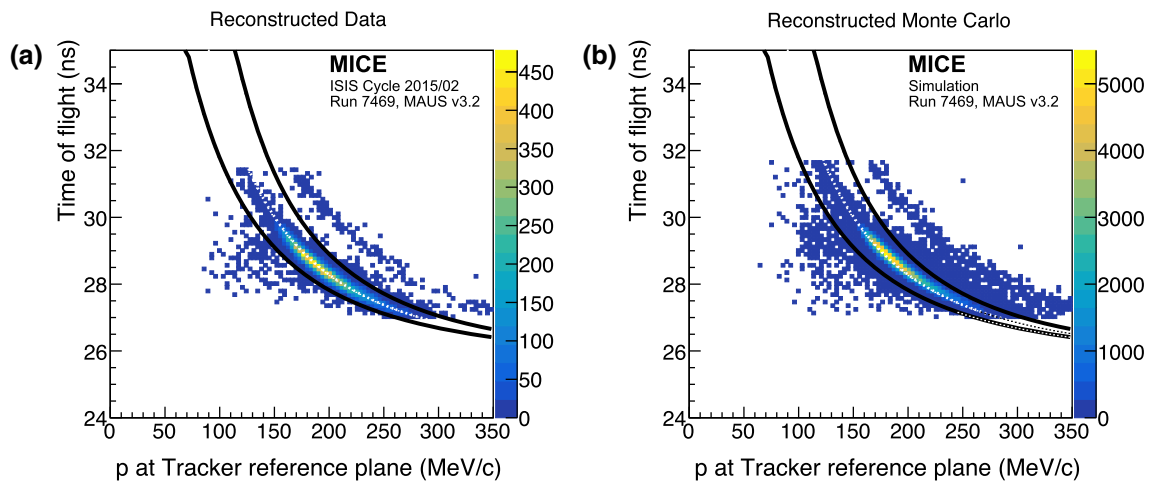 Reconstructed Data
(a)
MICE
ISIS Cycle 2015/02
Run 7469, MAUS v3.2
Time of flight (ns)
34
32
30
28
26
24
0 50 100 150 200 250 300 350
p at Tracker reference plane (MeV/c)
450
400
350
300
250
200
150
100
50
0
Reconstructed Monte Carlo
(b)
MICE
Simulation
Run 7469, MAUS v3.2
Time of flight (ns)
34
32
30
28
26
24
0 50 100 150 200 250 300 350
p at Tracker reference plane (MeV/c)
5000
4000
3000
2000
1000
0